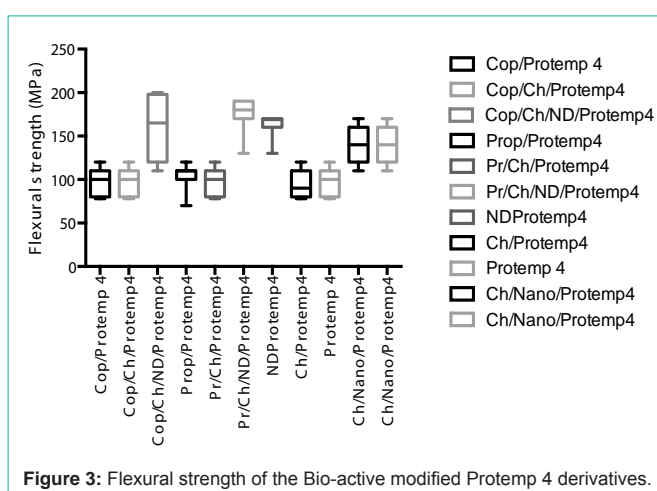 250
200
150
100
50
0
Flexural strength (MPa)
Cop/Protemp 4
Cop/Ch/Protemp4
Cop/Ch/ND/Protemp4
Prop/Protemp4
Pr/Ch/Protemp4
Pr/Ch/ND/Protemp4
NDProtemp4
Ch/Protemp4
Protemp 4
Ch/Nano/Protemp4
Ch/Nano/Protemp4
Cop/Protemp 4
Cop/Ch/Protemp4
Cop/Ch/ND/Protemp4
Prop/Protemp4
Pr/Ch/Protemp4
Pr/Ch/ND/Protemp4
NDProtemp4
Ch/Protemp4
Protemp 4
Ch/Nano/Protemp4
Ch/Nano/Protemp4
Figure 3: Flexural strength of the Bio-active modified Protemp 4 derivatives.